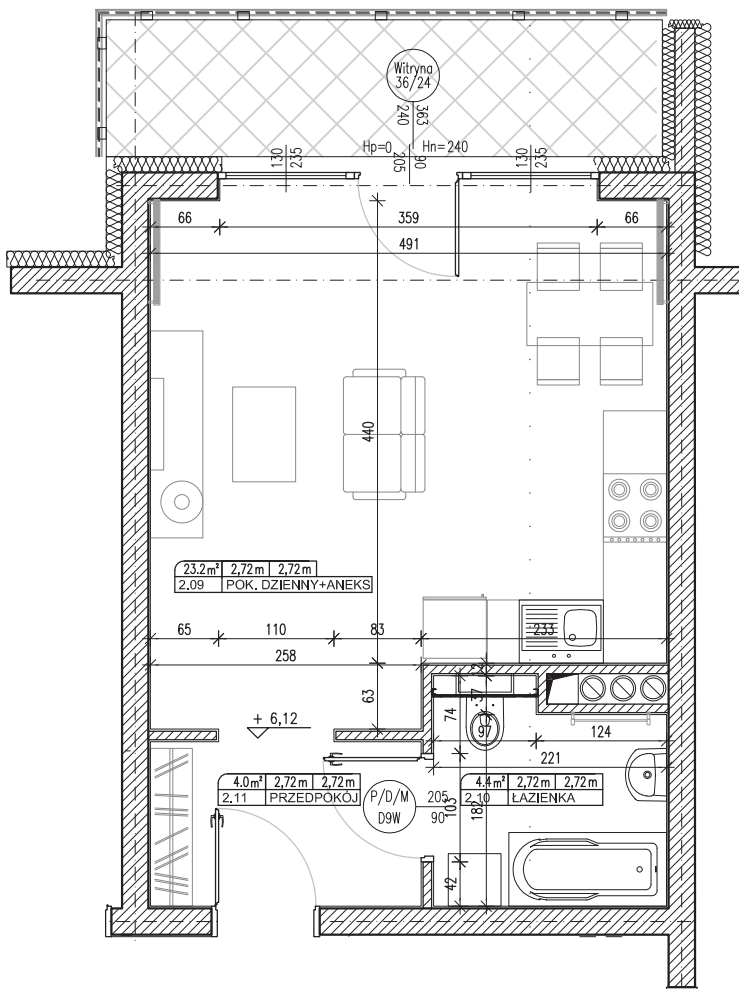 Witryna
36/24
240
363
Hp=0
205
90
Hn=240
130
235
130
235
66
359
66
491
440
23.2m² 2,72m 2,72m
2.09 POK. DZIENNY+ANEKS
65
110
83
233
258
63
12
37
74
97
124
221
+ 6,12
4.0m² 2,72m 2,72m
2.11 PRZEDPOKÓJ
P/D/M
D9W
205
90
4.4m² 2,72m 2,72m
2.10 ŁAZIENKA
103
182
42